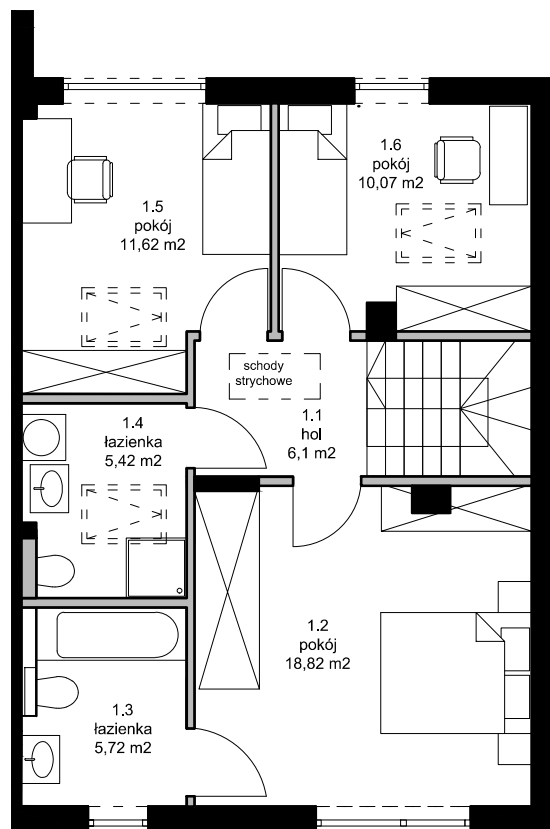 1.6
pokój
10,07 m2
1.5
pokój
11,62 m2
schody
strychowe
1.1
hol
6,1 m2
1.4
łazienka
5,42 m2
1.2
pokój
18,82 m2
1.3
łazienka
5,72 m2